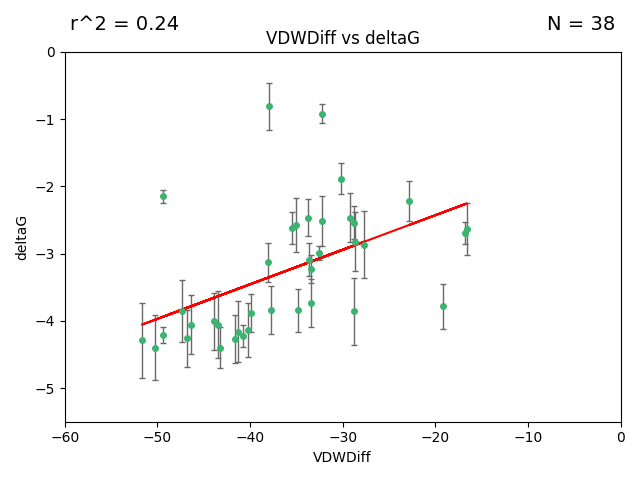 r^2 = 0.24
N = 38
VDWDiff vs deltaG
0
−1
−2
−3
−4
−5
deltaG
−60 −50 −40 −30 −20 −10 0
VDWDiff